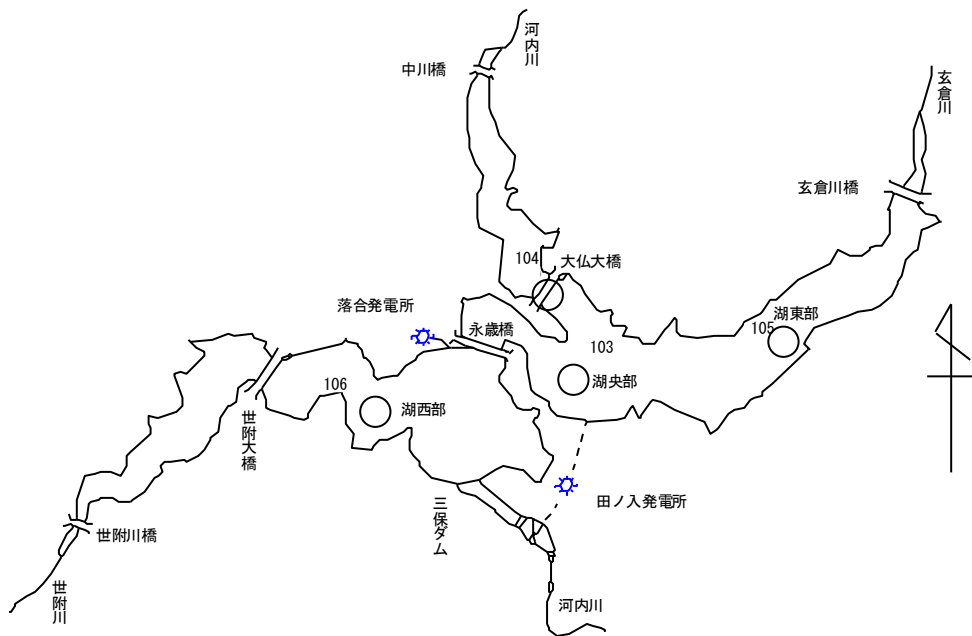 河内川
中川橋
玄倉川
玄倉川橋
104
大仏大橋
落合発電所
永歳橋
103
105
湖東部
106
湖央部
湖西部
世附大橋
三保ダム
田ノ入発電所
世附川橋
世附川
河内川